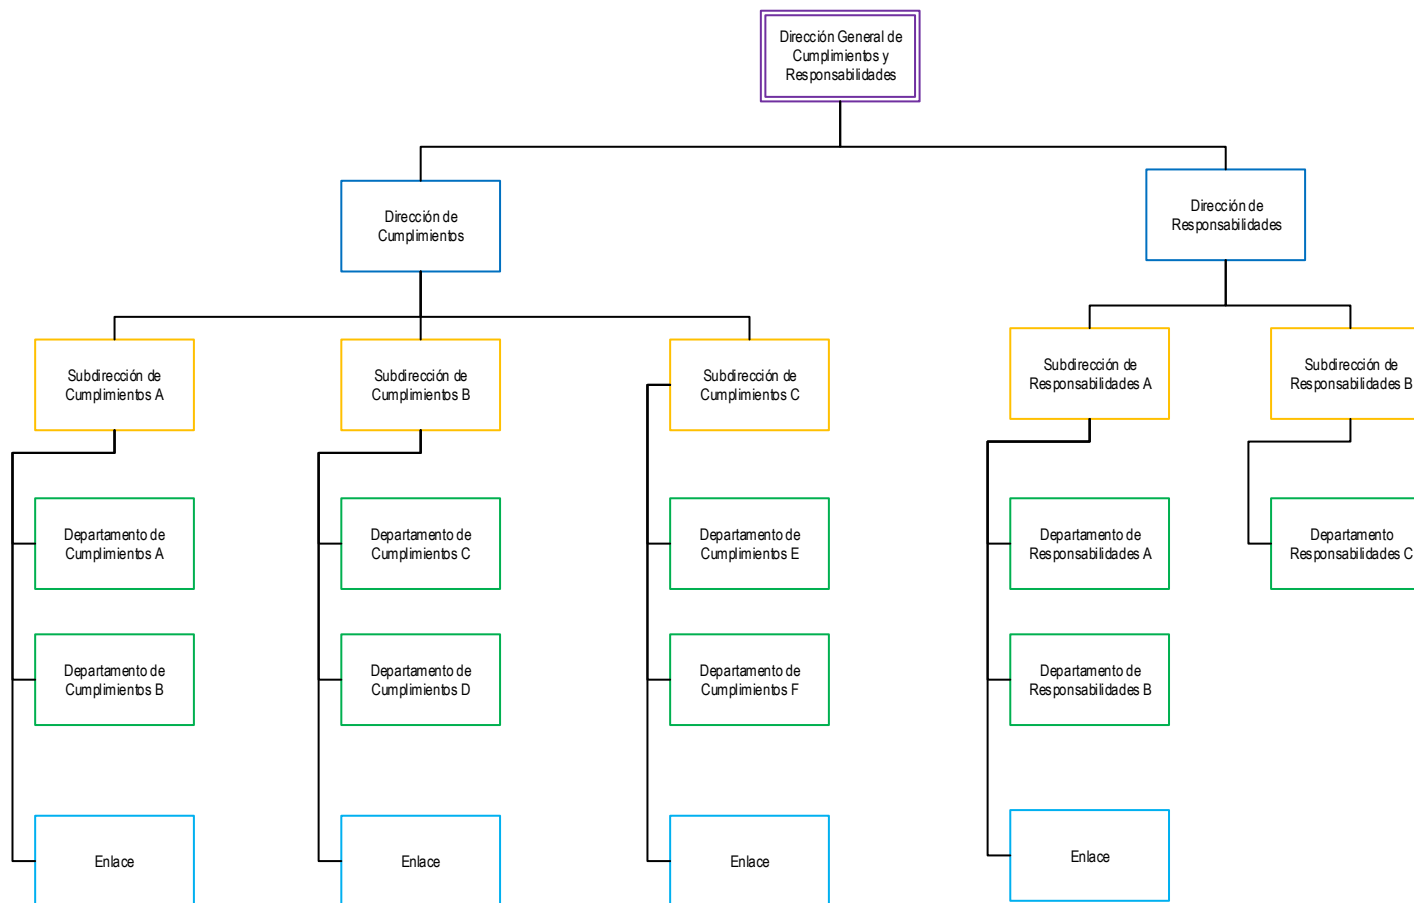 Dirección General de
Cumplimientos y
Responsabilidades
Dirección de
Cumplimientos
Dirección de
Responsabilidades
Subdirección de
Cumplimientos A
Subdirección de
Cumplimientos B
Subdirección de
Cumplimientos C
Subdirección de
Responsabilidades A
Subdirección de
Responsabilidades B
Departamento de
Cumplimientos A
Departamento de
Cumplimientos C
Departamento de
Cumplimientos E
Departamento de
Responsabilidades A
Departamento
Responsabilidades C
Departamento de
Cumplimientos B
Departamento de
Cumplimientos D
Departamento de
Cumplimientos F
Departamento de
Responsabilidades B
Enlace
Enlace
Enlace
Enlace